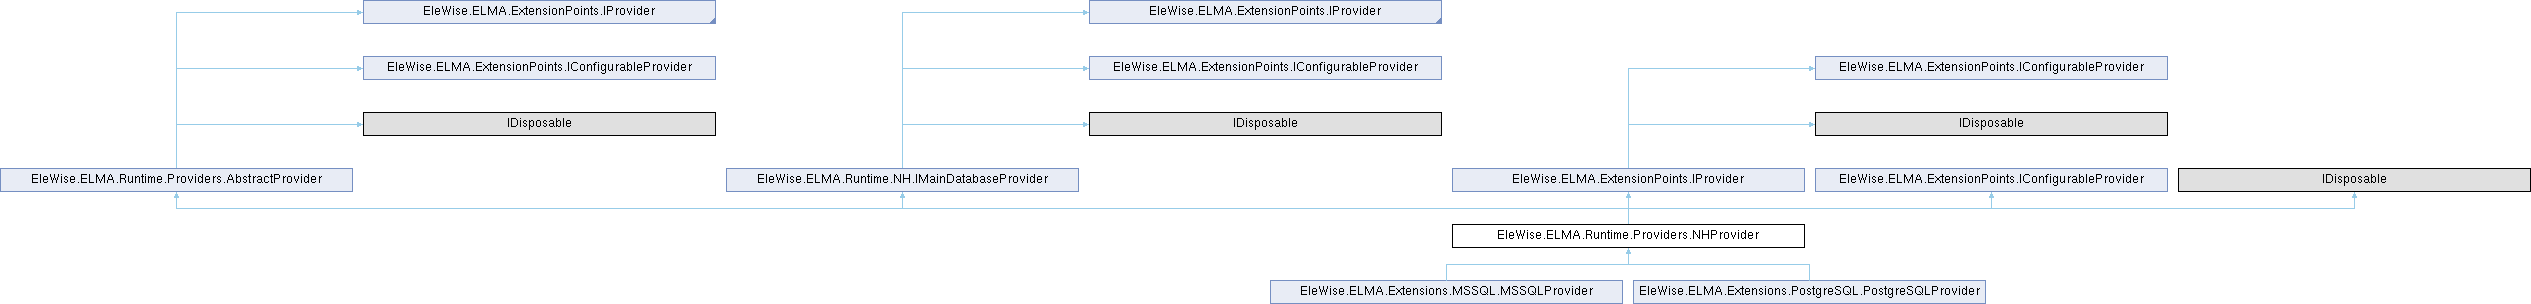 EleWise.ELMA.ExtensionPoints.IProvider
EleWise.ELMA.ExtensionPoints.IProvider
EleWise.ELMA.ExtensionPoints.IConfigurableProvider
EleWise.ELMA.ExtensionPoints.IConfigurableProvider
EleWise.ELMA.ExtensionPoints.IConfigurableProvider
IDisposable
IDisposable
IDisposable
EleWise.ELMA.Runtime.Providers.AbstractProvider
EleWise.ELMA.Runtime.NH.IMainDatabaseProvider
EleWise.ELMA.ExtensionPoints.IProvider
EleWise.ELMA.ExtensionPoints.IConfigurableProvider
IDisposable
EleWise.ELMA.Runtime.Providers.NHProvider
EleWise.ELMA.Extensions.MSSQL.MSSQLProvider
EleWise.ELMA.Extensions.PostgreSQL.PostgreSQLProvider